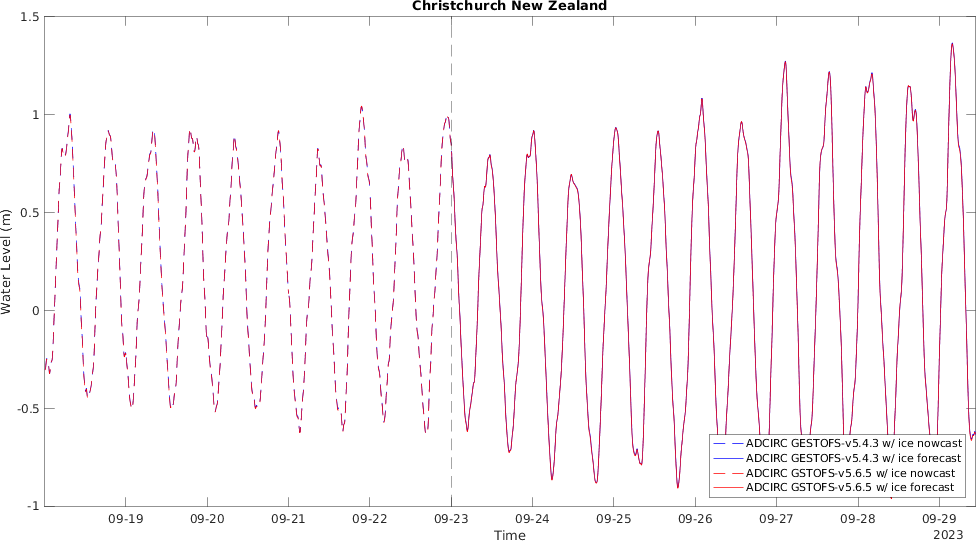 Christchurch New Zealand
1.5
1
0.5
0
-0.5
-1
Water Level (m)
ADCIRC GESTOFS-v5.4.3 w/ ice nowcast
ADCIRC GESTOFS-v5.4.3 w/ ice forecast
ADCIRC GSTOFS-v5.6.5 w/ ice nowcast
ADCIRC GSTOFS-v5.6.5 w/ ice forecast
09-19 09-20 09-21 09-22 09-23 09-24 09-25 09-26 09-27 09-28 09-29
Time
2023